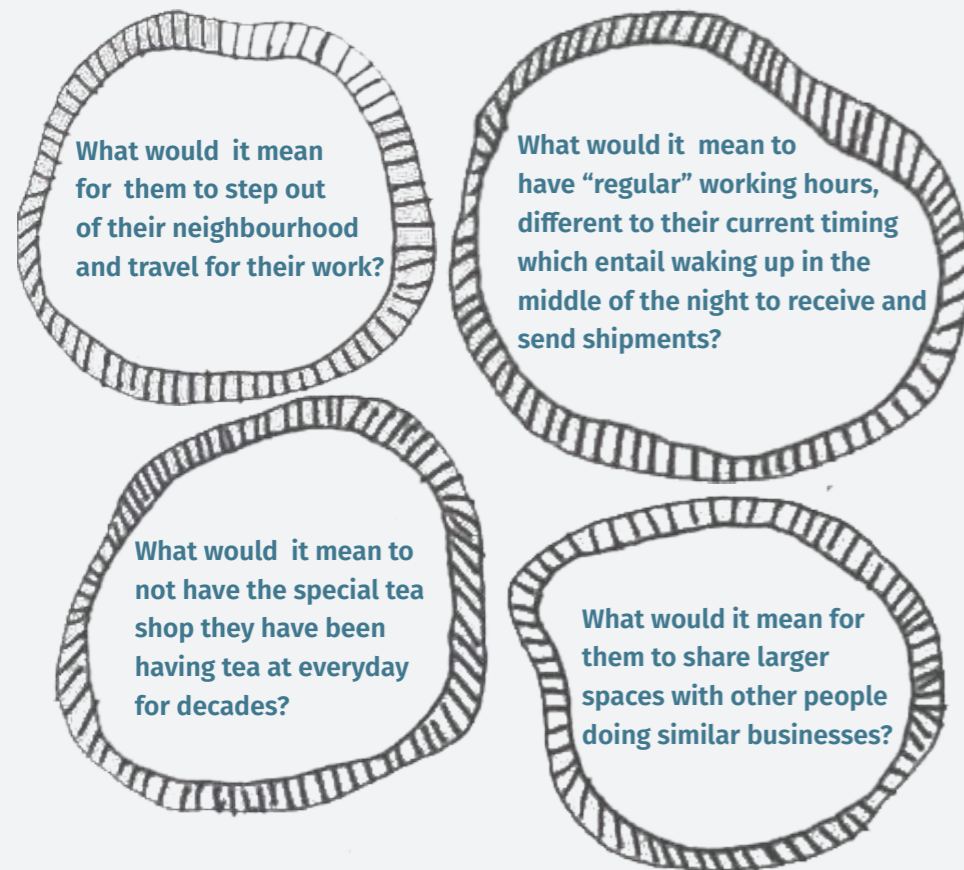 What would  it mean
for  them to step out
of their neighbourhood
and travel for their work?
What would it  mean to
have “regular” working hours,
different to their current timing
which entail waking up in the
middle of the night to receive and
send shipments?
What would  it mean to
not have the special tea
shop they have been
having tea at everyday
for decades?
What would it mean for
them to share larger
spaces with other people
doing similar businesses?